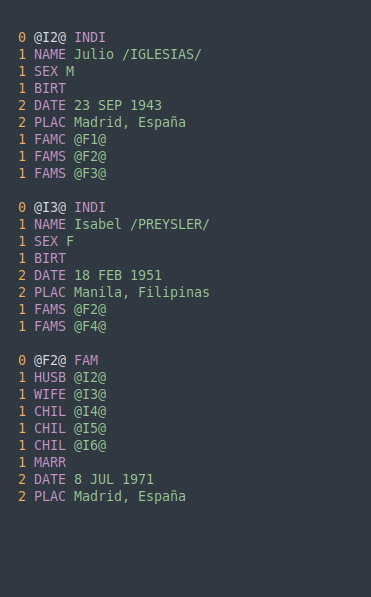 0 @I2@ INDI
1 NAME Julio /IGLESIAS/
1 SEX M
1 BIRT
2 DATE 23 SEP 1943
2 PLAC Madrid, España
1 FAMC @F1@
1 FAMS @F2@
1 FAMS @F3@
0 @I3@ INDI
1 NAME Isabel /PREYSLER/
1 SEX F
1 BIRT
2 DATE 18 FEB 1951
2 PLAC Manila, Filipinas
1 FAMS @F2@
1 FAMS @F4@
0 @F2@ FAM
1 HUSB @I2@
1 WIFE @I3@
1 CHIL @I4@
1 CHIL @I5@
1 CHIL @I6@
1 MARR
2 DATE 8 JUL 1971
2 PLAC Madrid, España